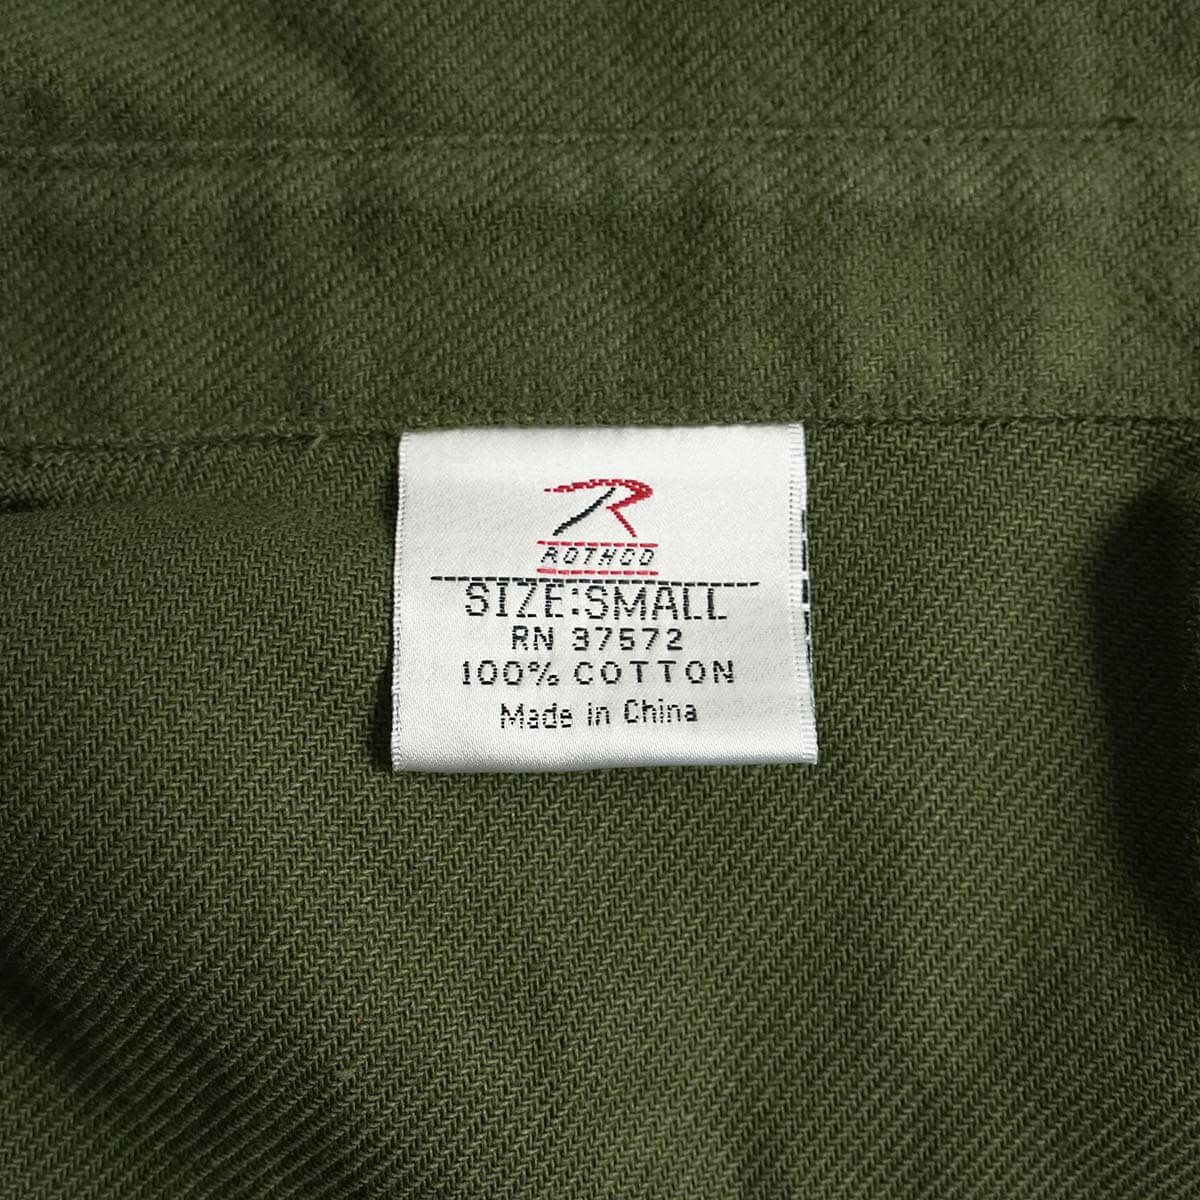 ROTHCO
SIZE:SMALL
RN 37572
100% COTTON
Made in China